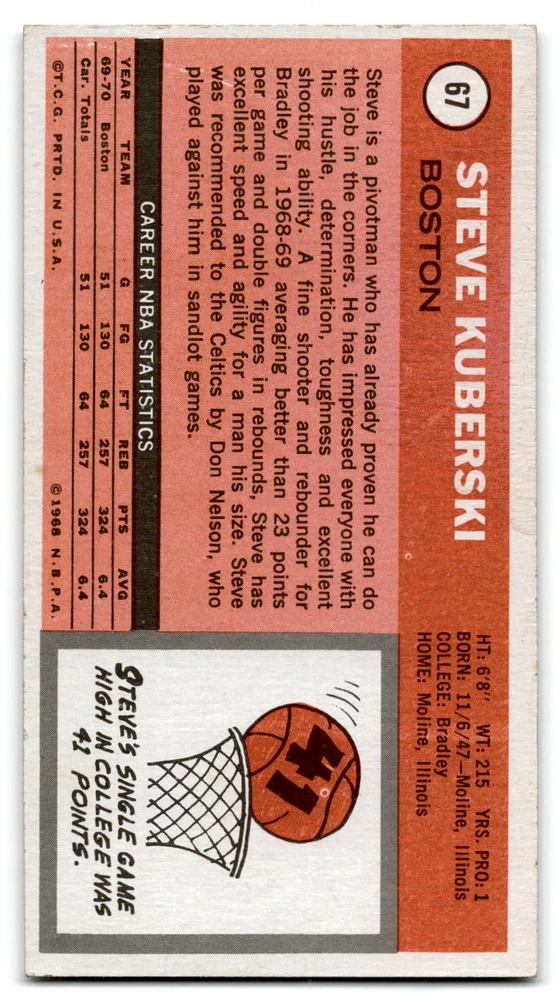 67
STEVE KUBERSKI
BOSTON
HT: 6'8" WT: 215 YRS. PRO: 1
BORN: 11/6/47—Moline, Illinois
COLLEGE: Bradley
HOME: Moline, Illinois
Steve is a pivotman who has already proven he can do
the job in the corners. He has impressed everyone with
his hustle, determination, toughness and excellent
shooting ability. A fine shooter and rebounder for
Bradley in 1968-69 averaging better than 23 points
per game and double figures in rebounds, Steve has
excellent speed and agility for a man his size. Steve
was recommended to the Celtics by Don Nelson, who
played against him in sandlot games.
CAREER NBA STATISTICS
YEAR TEAM G FG FT REB PTS AVG
69-70 Boston 51 130 64 257 324 6.4
Car. Totals 51 130 64 257 324 6.4
©T.C.G. PRTD. IN U.S.A. ©1968 N.B.P.A.
41
STEVE'S SINGLE GAME
HIGH IN COLLEGE WAS
41 POINTS.